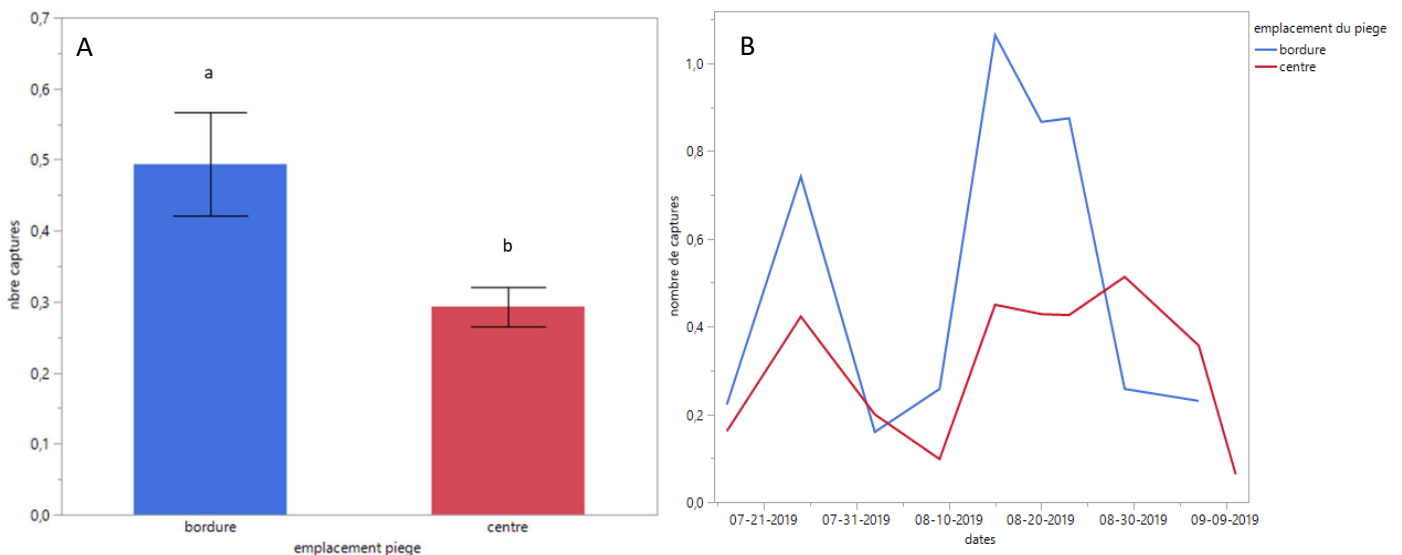 A
a
b
0,7
0,6
0,5
0,4
0,3
0,2
0,1
0,0
nbre captures
bordure centre
emplacement piege
B
1,0
0,8
0,6
0,4
0,2
0,0
nombre de captures
07-21-2019 07-31-2019 08-10-2019 08-20-2019 08-30-2019 09-09-2019
dates
emplacement du piege
bordure
centre